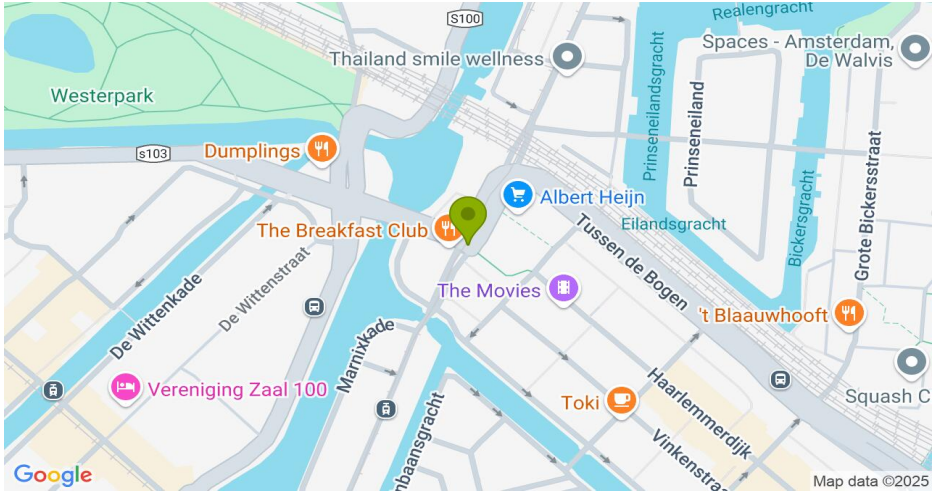 S100
Realengracht
Thailand smile wellness
Spaces - Amsterdam,
De Walvis
Westerpark
Prinseneilandsgracht
Prinseneiland
Dumplings
s103
Albert Heijn
Bickersgracht
Grote Bickersstraat
Eilandsgracht
The Breakfast Club
Tussen de Bogen
De Wittenkade
De Wittenstraat
The Movies
't Blaauwhooft
Marnixkade
Vereniging Zaal 100
Toki
Haarlemmerdijk
Squash C
nbaansgracht
Vinkenstraa
Google
Map data ©2025